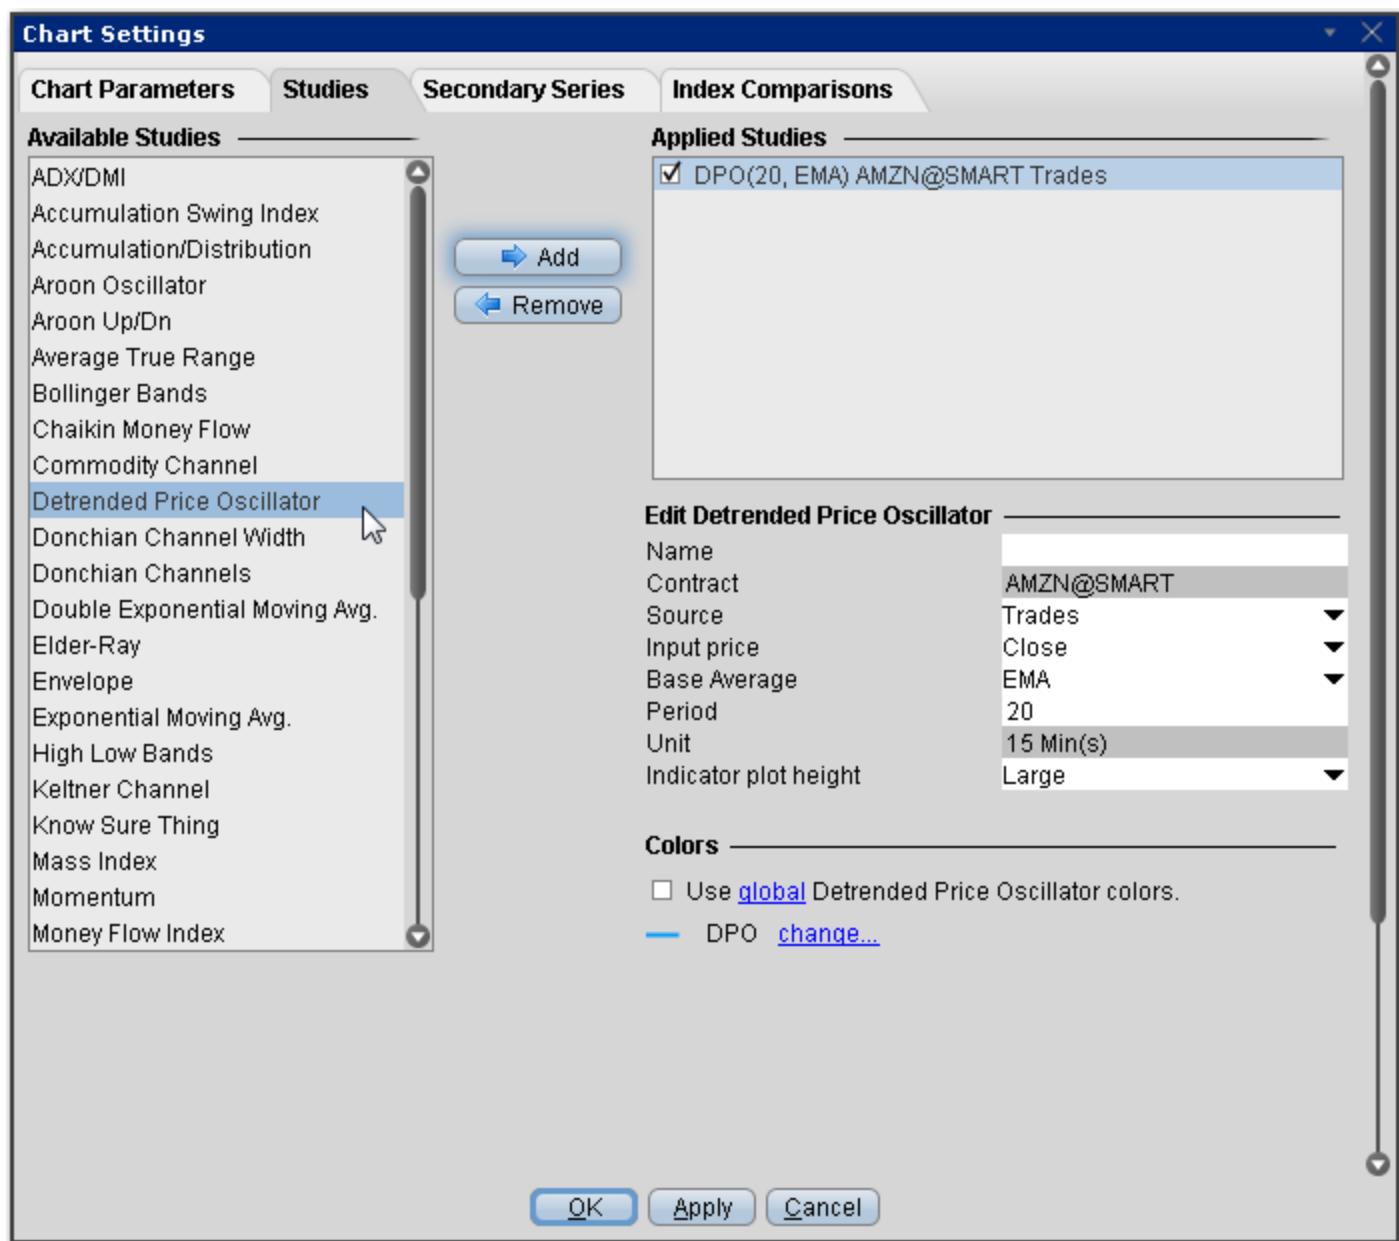 Chart Settings
Chart Parameters
Studies
Secondary Series
Index Comparisons
Available Studies
ADX/DMI
Accumulation Swing Index
Accumulation/Distribution
Aroon Oscillator
Aroon Up/Dn
Average True Range
Bollinger Bands
Chaikin Money Flow
Commodity Channel
Detrended Price Oscillator
Donchian Channel Width
Donchian Channels
Double Exponential Moving Avg.
Elder-Ray
Envelope
Exponential Moving Avg.
High Low Bands
Keltner Channel
Know Sure Thing
Mass Index
Momentum
Money Flow Index
Add
Remove
Applied Studies
DPO(20, EMA) AMZN@SMART Trades
Edit Detrended Price Oscillator
Name
Contract AMZN@SMART
Source Trades
Input price Close
Base Average EMA
Period 20
Unit 15 Min(s)
Indicator plot height Large
Colors
Use global Detrended Price Oscillator colors.
DPO change...
OK
Apply
Cancel